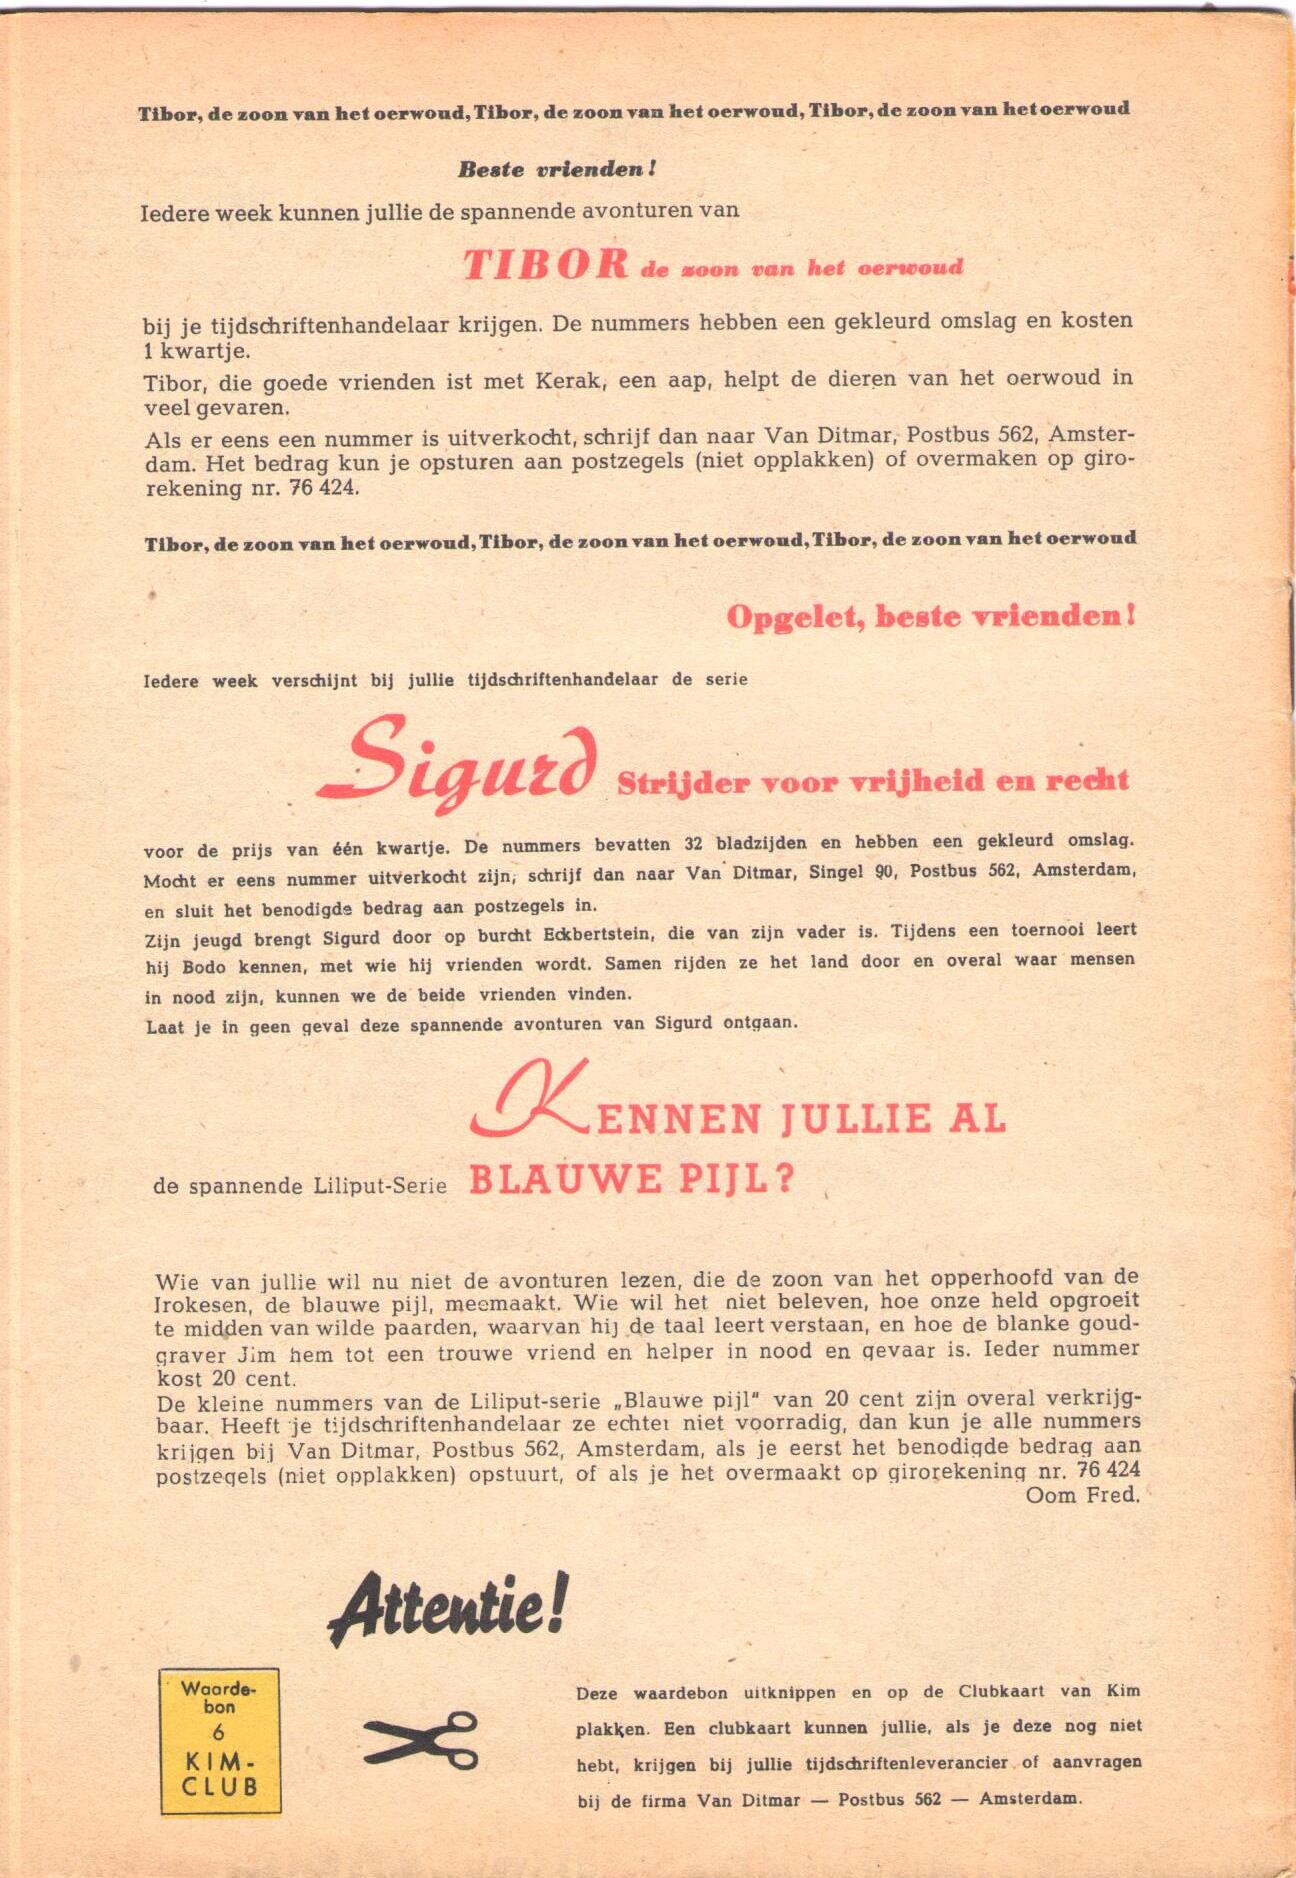 Tibor, de zoon van het oerwoud, Tibor, de zoon van het oerwoud, Tibor, de zoon van het oerwoud
Beste vrienden!
Iedere week kunnen jullie de spannende avonturen van
TIBOR de zoon van het oerwoud
bij je tijdschriftenhandelaar krijgen. De nummers hebben een gekleurd omslag en kosten
1 kwartje.
Tibor, die goede vrienden ist met Kerak, een aap, helpt de dieren van het oerwoud in
veel gevaren.
Als er eens een nummer is uitverkocht, schrijf dan naar Van Ditmar, Postbus 562, Amster-
dam. Het bedrag kun je opsturen aan postzegels (niet opplakken) of overmaken op giro-
rekening nr. 76 424.
Tibor, de zoon van het oerwoud, Tibor, de zoon van het oerwoud, Tibor, de zoon van het oerwoud
Opgelet, beste vrienden!
Iedere week verschijnt bij jullie tijdschriftenhandelaar de serie
Sigurd Strijder voor vrijheid en recht
voor de prijs van één kwartje. De nummers bevatten 32 bladzijden en hebben een gekleurd omslag.
Mocht er eens nummer uitverkocht zijn, schrijf dan naar Van Ditmar, Singel 90, Postbus 562, Amsterdam,
en sluit het benodigde bedrag aan postzegels in.
Zijn jeugd brengt Sigurd door op burcht Eckbertstein, die van zijn vader is. Tijdens een toernooi leert
hij Bodo kennen, met wie hij vrienden wordt. Samen rijden ze het land door en overal waar mensen
in nood zijn, kunnen we de beide vrienden vinden.
Laat je in geen geval deze spannende avonturen van Sigurd ontgaan.
KENNEN JULLIE AL
de spannende Liliput-Serie BLAUWE PIJL?
Wie van jullie wil nu niet de avonturen lezen, die de zoon van het opperhoofd van de
Irokesen, de blauwe pijl, meemaakt. Wie wil het niet beleven, hoe onze held opgroeit
te midden van wilde paarden, waarvan hij de taal leert verstaan, en hoe de blanke goud-
graver Jim hem tot een trouwe vriend en helper in nood en gevaar is. Ieder nummer
kost 20 cent.
De kleine nummers van de Liliput-serie „Blauwe pijl" van 20 cent zijn overal verkrijg-
baar. Heeft je tijdschriftenhandelaar ze echter niet voorradig, dan kun je alle nummers
krijgen bij Van Ditmar, Postbus 562, Amsterdam, als je eerst het benodigde bedrag aan
postzegels (niet opplakken) opstuurt, of als je het overmaakt op girorekening nr. 76 424
Oom Fred.
Attentie!
Waarde-
bon
6
KIM-
CLUB
Deze waardebon uitknippen en op de Clubkaart van Kim
plakken. Een clubkaart kunnen jullie, als je deze nog niet
hebt, krijgen bij jullie tijdschriftenleverancier of aanvragen
bij de firma Van Ditmar — Postbus 562 — Amsterdam.